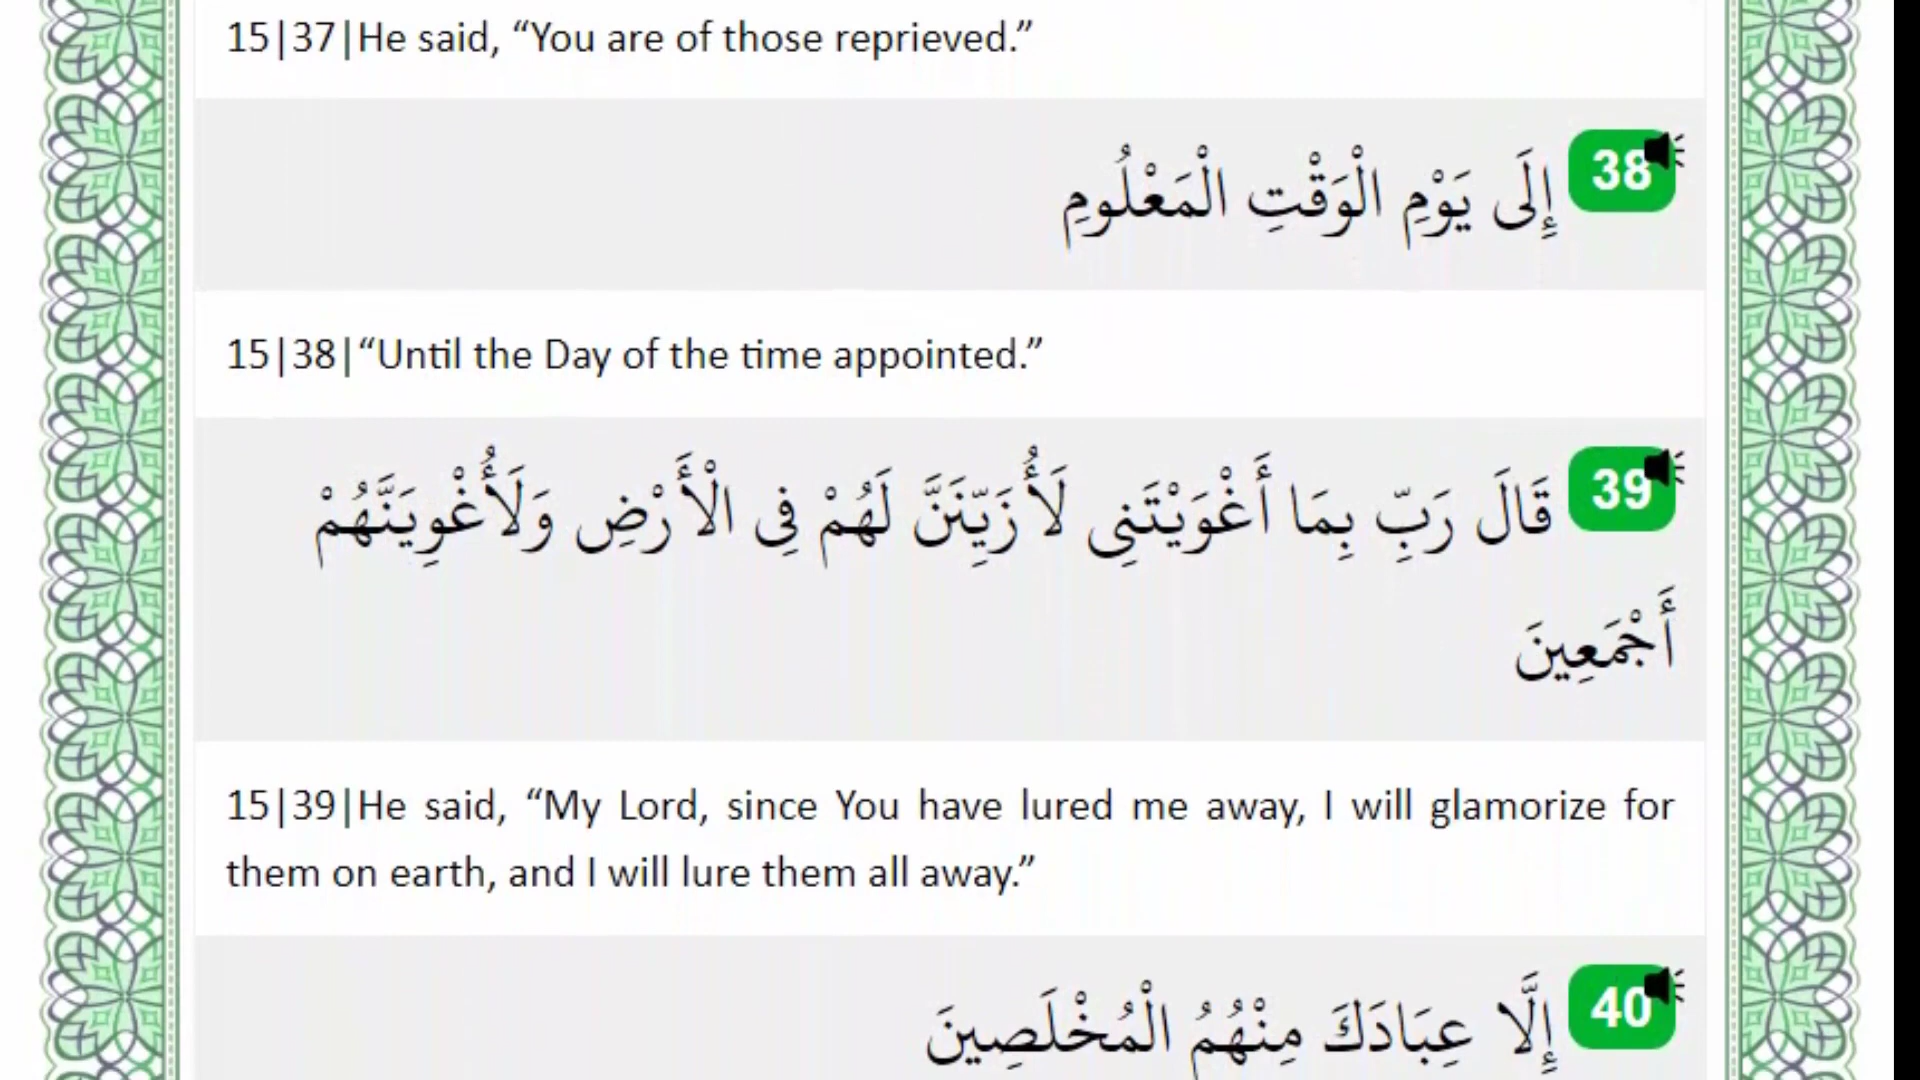 15|37|He said, “You are of those reprieved.”
38 إِلَى يَوْمِ الْوَقْتِ الْمَعْلُومِ
15|38|“Until the Day of the time appointed.”
39 قَالَ رَبِّ بِمَا أَغْوَيْتَنِى لَأُزَيِّنَنَّ لَهُمْ فِى الْأَرْضِ وَلَأُغْوِيَنَّهُمْ
أَجْمَعِينَ
15|39|He said, “My Lord, since You have lured me away, I will glamorize for
them on earth, and I will lure them all away.”
40 إِلَّا عِبَادَكَ مِنْهُمُ الْمُخْلَصِينَ